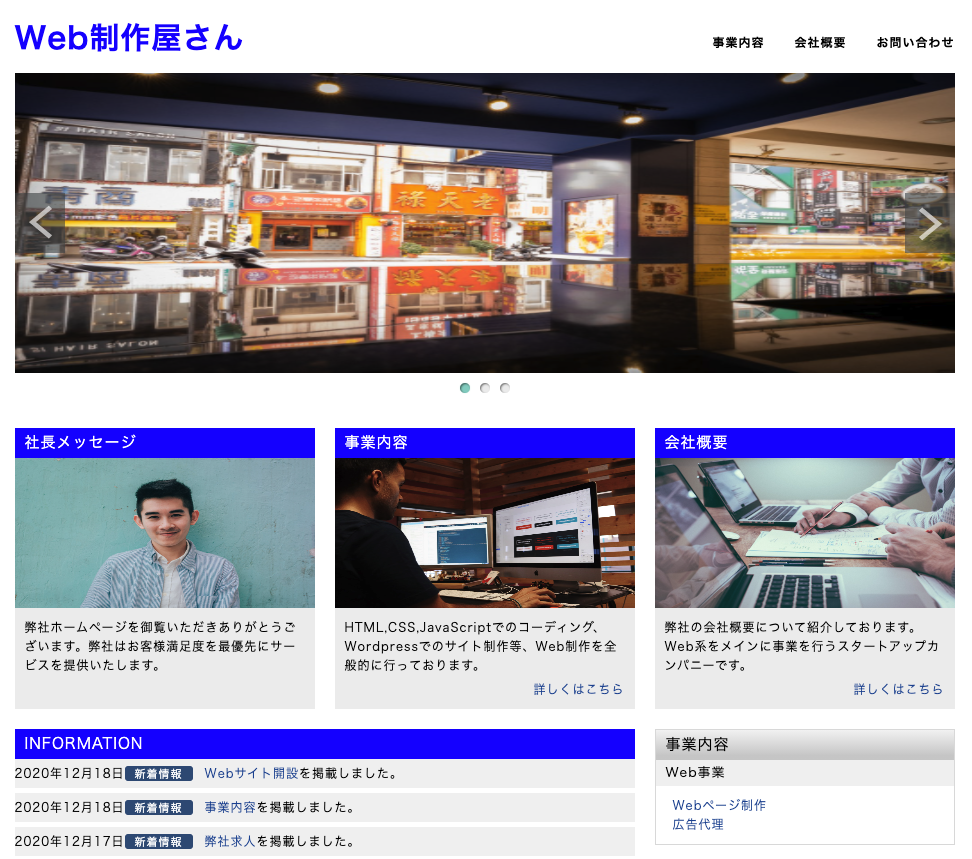 Web制作屋さん
事業内容 会社概要 お問い合わせ
HAIR SALON
禄天老
社長メッセージ
弊社ホームページを御覧いただきありがとうご
ざいます。弊社はお客様満足度を最優先にサー
ビスを提供いたします。
事業内容
HTML,CSS,JavaScriptでのコーディング、
Wordpressでのサイト制作等、Web制作を全
般的に行っております。
詳しくはこちら
会社概要
弊社の会社概要について紹介しております。
Web系をメインに事業を行うスタートアップカ
ンパニーです。
詳しくはこちら
INFORMATION
2020年12月18日 新着情報 Webサイト開設を掲載しました。
2020年12月18日 新着情報 事業内容を掲載しました。
2020年12月17日 新着情報 弊社求人を掲載しました。
事業内容
Web事業
Webページ制作
広告代理